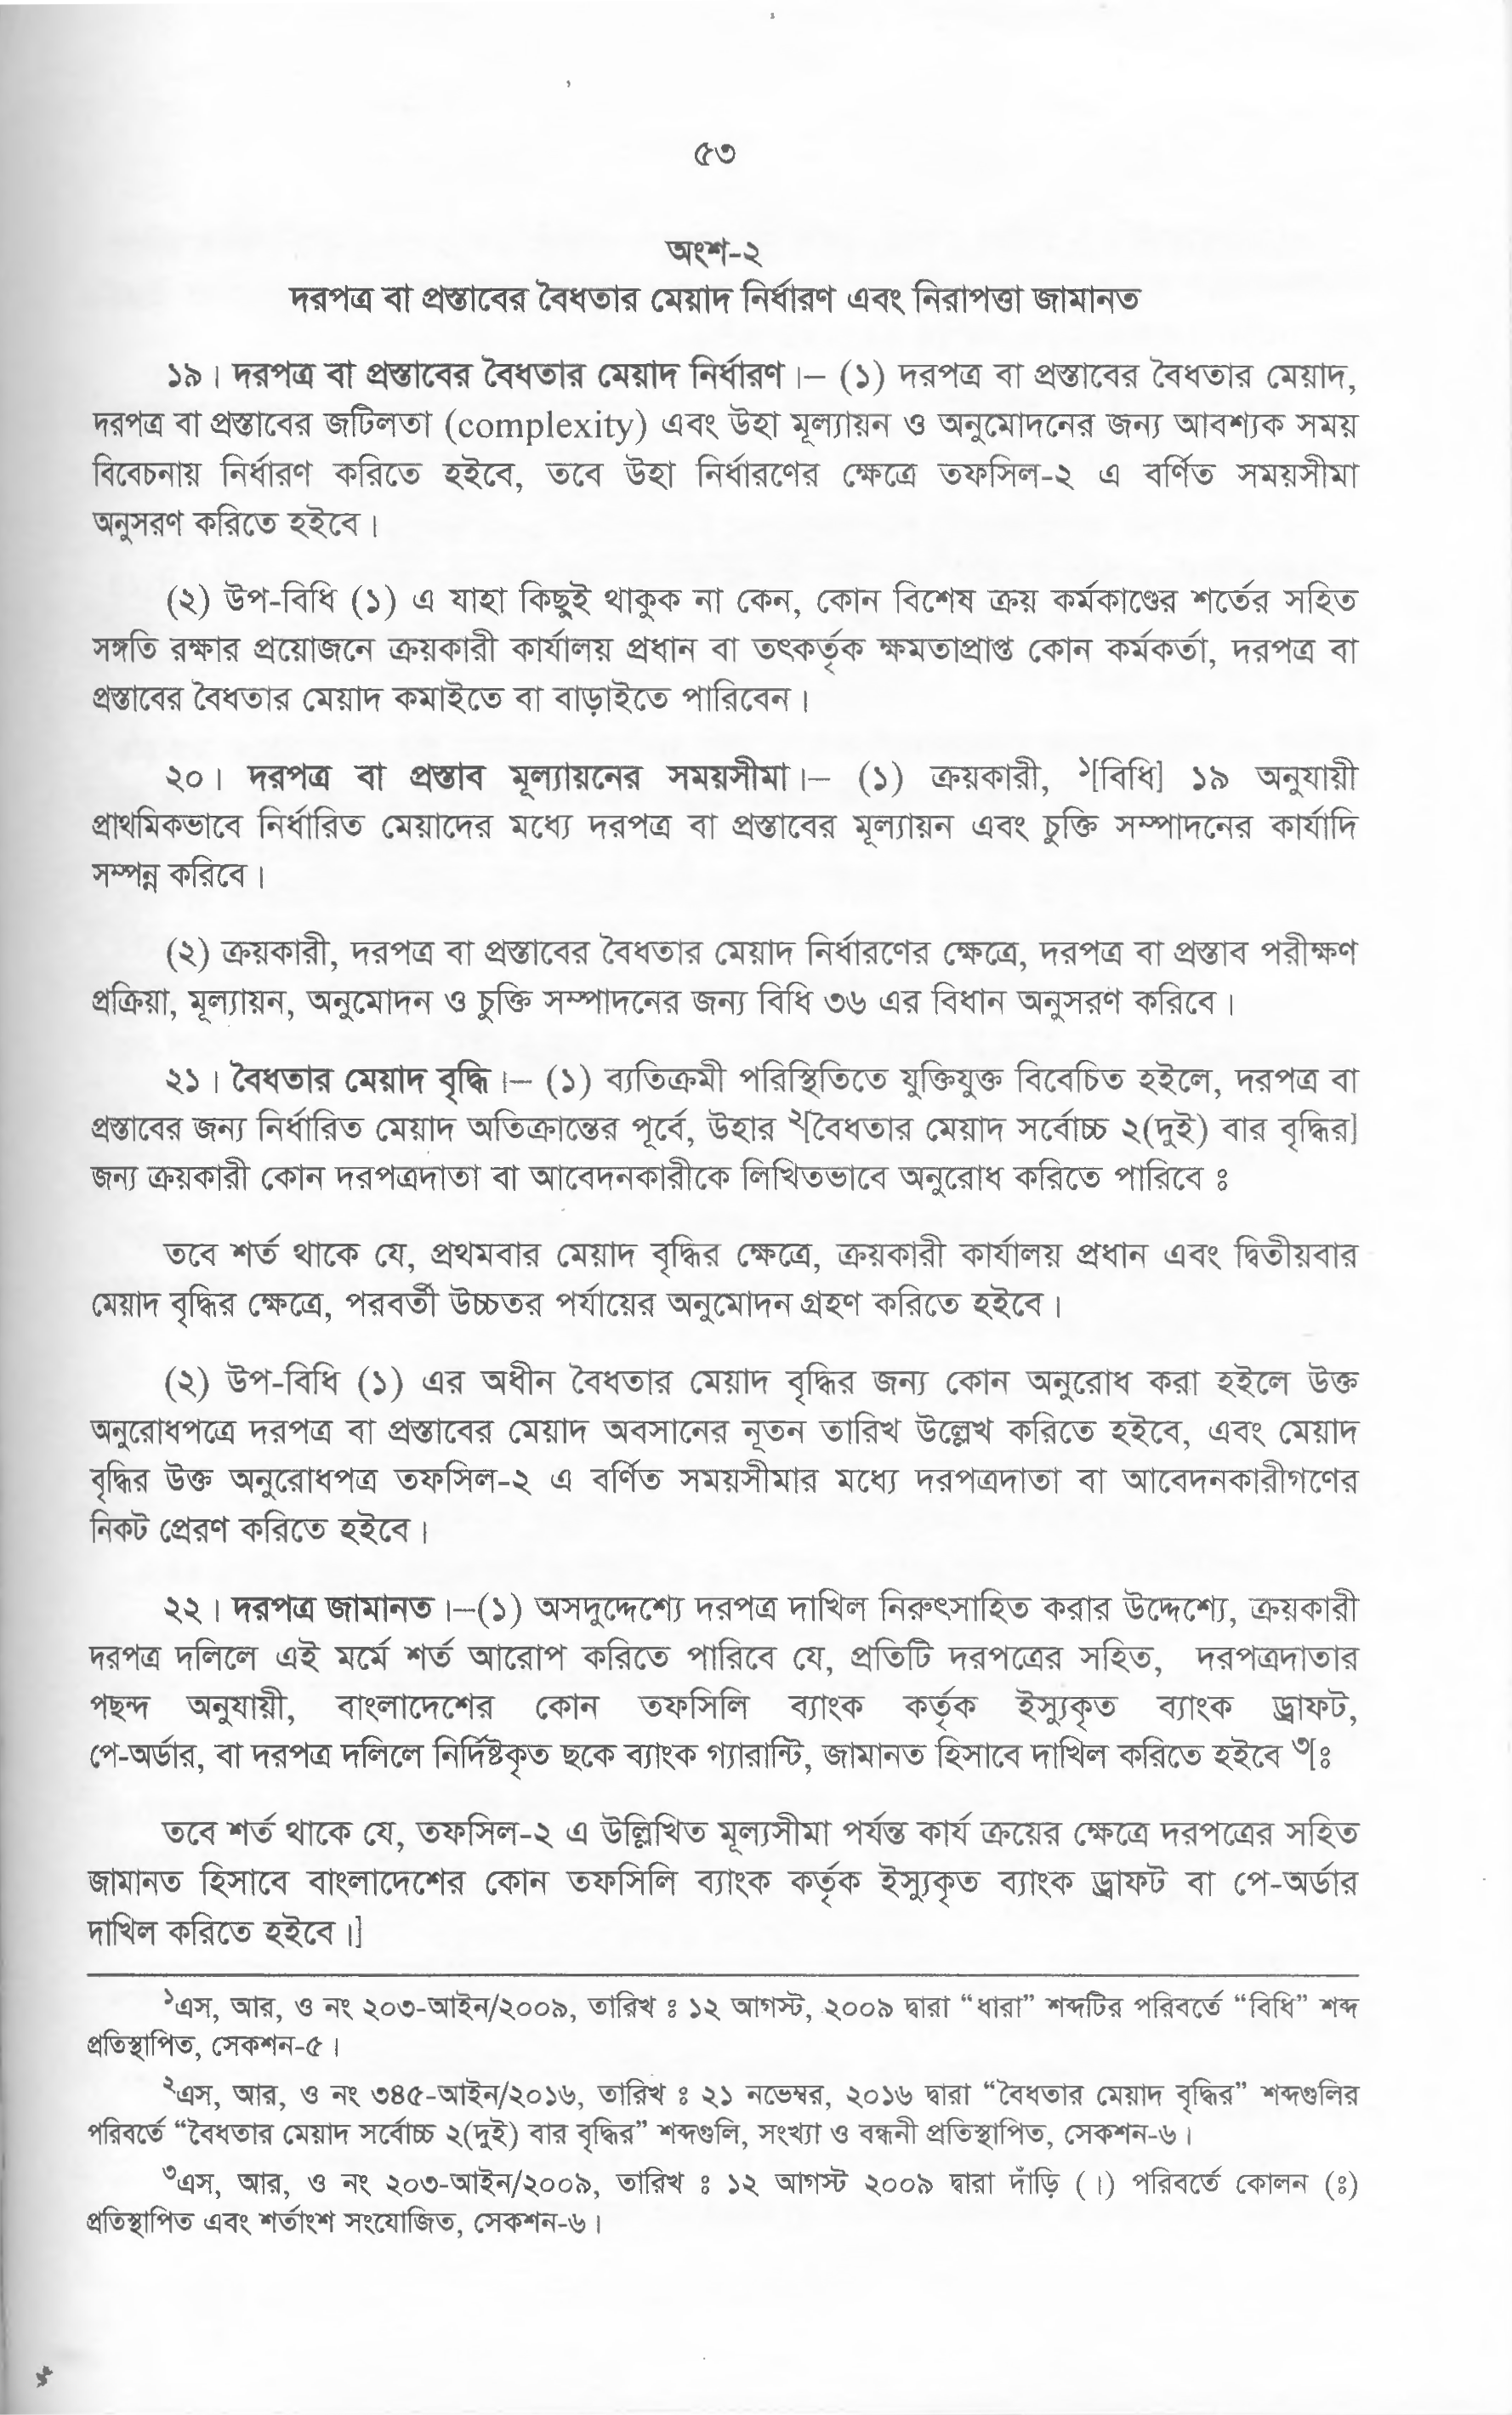 ৫৩
অংশ-২
দরপত্র বা প্রস্তাবের বৈধতার মেয়াদ নির্ধারণ এবং নিরাপত্তা জামানত
১৯। দরপত্র বা প্রস্তাবের বৈধতার মেয়াদ নির্ধারণ।– (১) দরপত্র বা প্রস্তাবের বৈধতার মেয়াদ,
দরপত্র বা প্রস্তাবের জটিলতা (complexity) এবং উহা মূল্যায়ন ও অনুমোদনের জন্য আবশ্যক সময়
বিবেচনায় নির্ধারণ করিতে হইবে, তবে উহা নির্ধারণের ক্ষেত্রে তফসিল-২ এ বর্ণিত সময়সীমা
অনুসরণ করিতে হইবে।
(২) উপ-বিধি (১) এ যাহা কিছুই থাকুক না কেন, কোন বিশেষ ক্রয় কর্মকাণ্ডের শর্তের সহিত
সঙ্গতি রক্ষার প্রয়োজনে ক্রয়কারী কার্যালয় প্রধান বা তৎকর্তৃক ক্ষমতাপ্রাপ্ত কোন কর্মকর্তা, দরপত্র বা
প্রস্তাবের বৈধতার মেয়াদ কমাইতে বা বাড়াইতে পারিবেন।
২০। দরপত্র বা প্রস্তাব মূল্যায়নের সময়সীমা।– (১) ক্রয়কারী, ১[বিধি] ১৯ অনুযায়ী
প্রাথমিকভাবে নির্ধারিত মেয়াদের মধ্যে দরপত্র বা প্রস্তাবের মূল্যায়ন এবং চুক্তি সম্পাদনের কার্যাদি
সম্পন্ন করিবে।
(২) ক্রয়কারী, দরপত্র বা প্রস্তাবের বৈধতার মেয়াদ নির্ধারণের ক্ষেত্রে, দরপত্র বা প্রস্তাব পরীক্ষণ
প্রক্রিয়া, মূল্যায়ন, অনুমোদন ও চুক্তি সম্পাদনের জন্য বিধি ৩৬ এর বিধান অনুসরণ করিবে।
২১। বৈধতার মেয়াদ বৃদ্ধি।– (১) ব্যতিক্রমী পরিস্থিতিতে যুক্তিযুক্ত বিবেচিত হইলে, দরপত্র বা
প্রস্তাবের জন্য নির্ধারিত মেয়াদ অতিক্রান্তের পূর্বে, উহার ২[বৈধতার মেয়াদ সর্বোচ্চ ২(দুই) বার বৃদ্ধির]
জন্য ক্রয়কারী কোন দরপত্রদাতা বা আবেদনকারীকে লিখিতভাবে অনুরোধ করিতে পারিবে ঃ
তবে শর্ত থাকে যে, প্রথমবার মেয়াদ বৃদ্ধির ক্ষেত্রে, ক্রয়কারী কার্যালয় প্রধান এবং দ্বিতীয়বার
মেয়াদ বৃদ্ধির ক্ষেত্রে, পরবর্তী উচ্চতর পর্যায়ের অনুমোদন গ্রহণ করিতে হইবে।
(২) উপ-বিধি (১) এর অধীন বৈধতার মেয়াদ বৃদ্ধির জন্য কোন অনুরোধ করা হইলে উক্ত
অনুরোধপত্রে দরপত্র বা প্রস্তাবের মেয়াদ অবসানের নূতন তারিখ উল্লেখ করিতে হইবে, এবং মেয়াদ
বৃদ্ধির উক্ত অনুরোধপত্র তফসিল-২ এ বর্ণিত সময়সীমার মধ্যে দরপত্রদাতা বা আবেদনকারীগণের
নিকট প্রেরণ করিতে হইবে।
২২। দরপত্র জামানত।–(১) অসদুদ্দেশ্যে দরপত্র দাখিল নিরুৎসাহিত করার উদ্দেশ্যে, ক্রয়কারী
দরপত্র দলিলে এই মর্মে শর্ত আরোপ করিতে পারিবে যে, প্রতিটি দরপত্রের সহিত, দরপত্রদাতার
পছন্দ অনুযায়ী, বাংলাদেশের কোন তফসিলি ব্যাংক কর্তৃক ইস্যুকৃত ব্যাংক ড্রাফট,
পে-অর্ডার, বা দরপত্র দলিলে নির্দিষ্টকৃত ছকে ব্যাংক গ্যারান্টি, জামানত হিসাবে দাখিল করিতে হইবে ৩[ঃ
তবে শর্ত থাকে যে, তফসিল-২ এ উল্লিখিত মূল্যসীমা পর্যন্ত কার্য ক্রয়ের ক্ষেত্রে দরপত্রের সহিত
জামানত হিসাবে বাংলাদেশের কোন তফসিলি ব্যাংক কর্তৃক ইস্যুকৃত ব্যাংক ড্রাফট বা পে-অর্ডার
দাখিল করিতে হইবে।]
১এস, আর, ও নং ২০৩-আইন/২০০৯, তারিখ ঃ ১২ আগস্ট, ২০০৯ দ্বারা “ধারা” শব্দটির পরিবর্তে “বিধি” শব্দ
প্রতিস্থাপিত, সেকশন-৫।
২এস, আর, ও নং ৩৪৫-আইন/২০১৬, তারিখ ঃ ২১ নভেম্বর, ২০১৬ দ্বারা “বৈধতার মেয়াদ বৃদ্ধির” শব্দগুলির
পরিবর্তে “বৈধতার মেয়াদ সর্বোচ্চ ২(দুই) বার বৃদ্ধির” শব্দগুলি, সংখ্যা ও বন্ধনী প্রতিস্থাপিত, সেকশন-৬।
৩এস, আর, ও নং ২০৩-আইন/২০০৯, তারিখ ঃ ১২ আগস্ট ২০০৯ দ্বারা দাঁড়ি (।) পরিবর্তে কোলন (ঃ)
প্রতিস্থাপিত এবং শর্তাংশ সংযোজিত, সেকশন-৬।